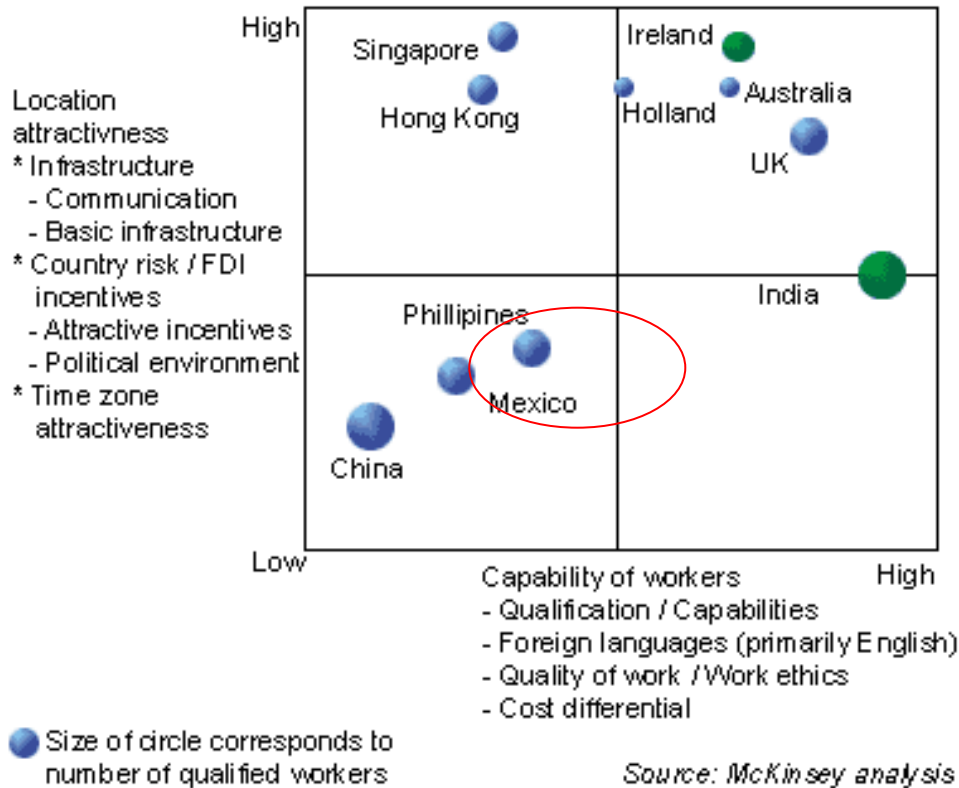 High
Singapore
Ireland
Location
attractivness
Hong Kong
Holland
Australia
UK
* Infrastructure
- Communication
- Basic infrastructure
* Country risk / FDI
incentives
- Attractive incentives
- Political environment
* Time zone
attractiveness
India
Phillipines
Mexico
China
Low
High
Capability of workers
- Qualification / Capabilities
- Foreign languages (primarily English)
- Quality of work / Work ethics
- Cost differential
Size of circle corresponds to
number of qualified workers
Source: McKinsey analysis